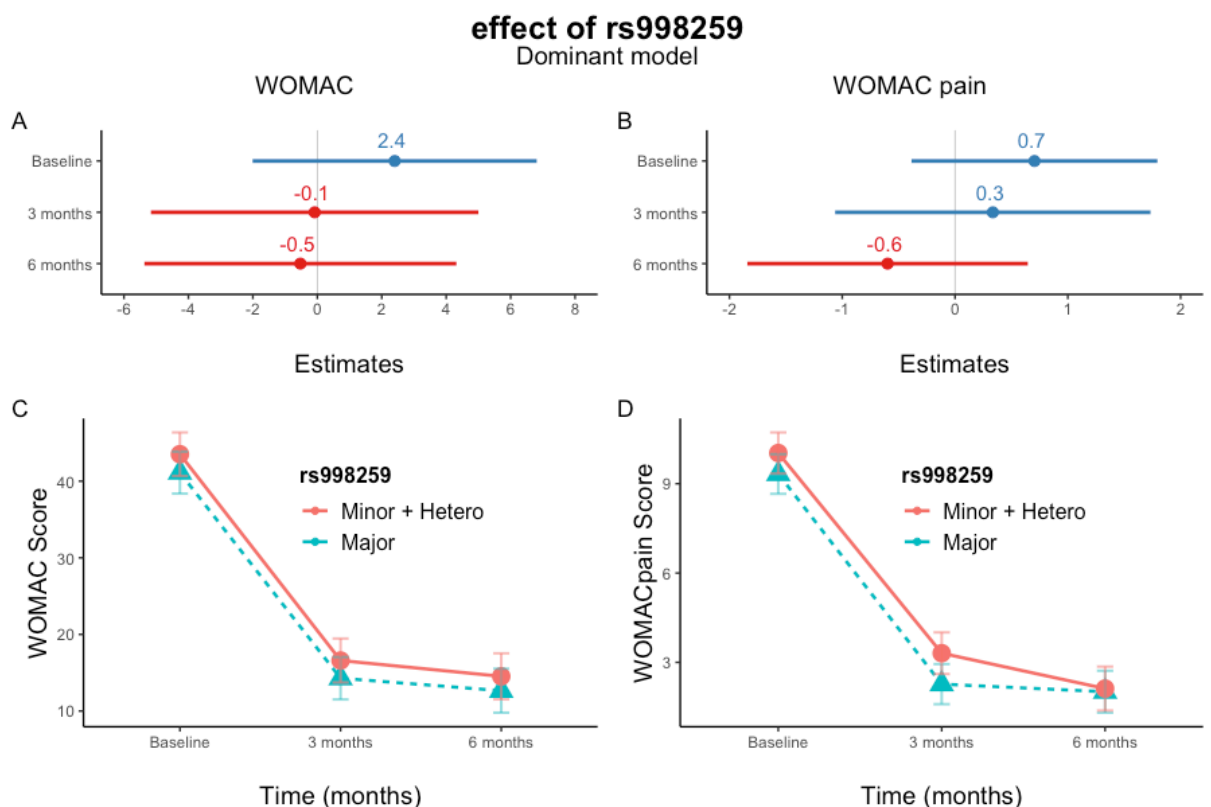 effect of rs998259
Dominant model
WOMAC
WOMAC pain
A
2.4
Baseline
-0.1
3 months
-0.5
6 months
-6 -4 -2 0 2 4 6 8
Estimates
B
0.7
Baseline
0.3
3 months
-0.6
6 months
-2 -1 0 1 2
Estimates
C
WOMAC Score
40
30
20
10
rs998259
Minor + Hetero
Major
Baseline 3 months 6 months
Time (months)
D
WOMACpain Score
9
6
3
rs998259
Minor + Hetero
Major
Baseline 3 months 6 months
Time (months)